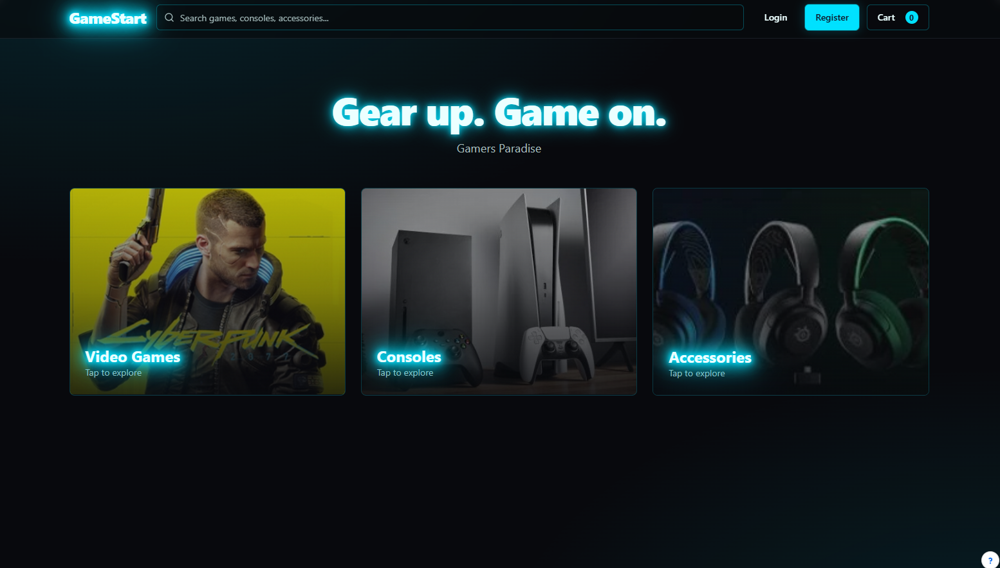 GameStart
Search games, consoles, accessories...
Login
Register
Cart 0
Gear up. Game on.
Gamers Paradise
CYBERPUNK
2077
Video Games
Tap to explore
Consoles
Tap to explore
Accessories
Tap to explore
?